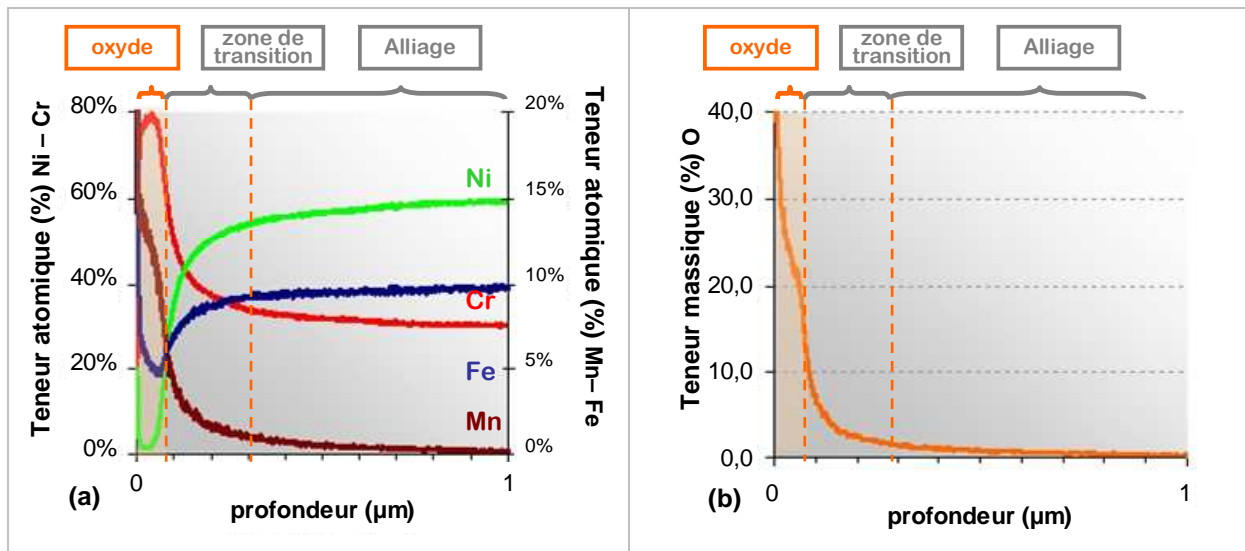 oxyde
zone de
transition
Alliage
Teneur atomique (%) Ni – Cr
80%
60%
40%
20%
0%
Ni
Cr
Fe
Mn
20%
15%
10%
5%
0%
Teneur atomique (%) Mn– Fe
(a)
0
1
profondeur (µm)
oxyde
zone de
transition
Alliage
Teneur massique (%) O
40,0
30,0
20,0
10,0
0,0
(b)
0
1
profondeur (µm)